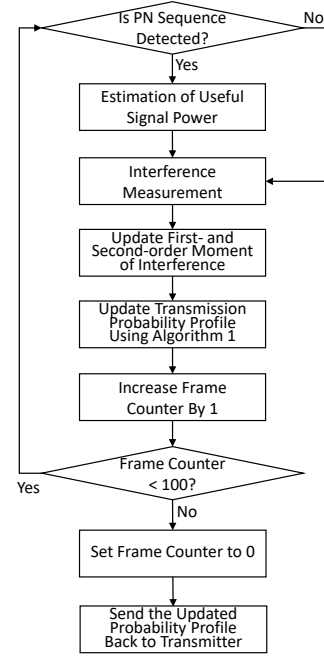 Is PN Sequence
Detected?
No
Yes
Estimation of Useful
Signal Power
Interference
Measurement
Update First- and
Second-order Moment
of Interference
Update Transmission
Probability Profile
Using Algorithm 1
Increase Frame
Counter By 1
Frame Counter
< 100?
Yes
No
Set Frame Counter to 0
Send the Updated
Probability Profile
Back to Transmitter